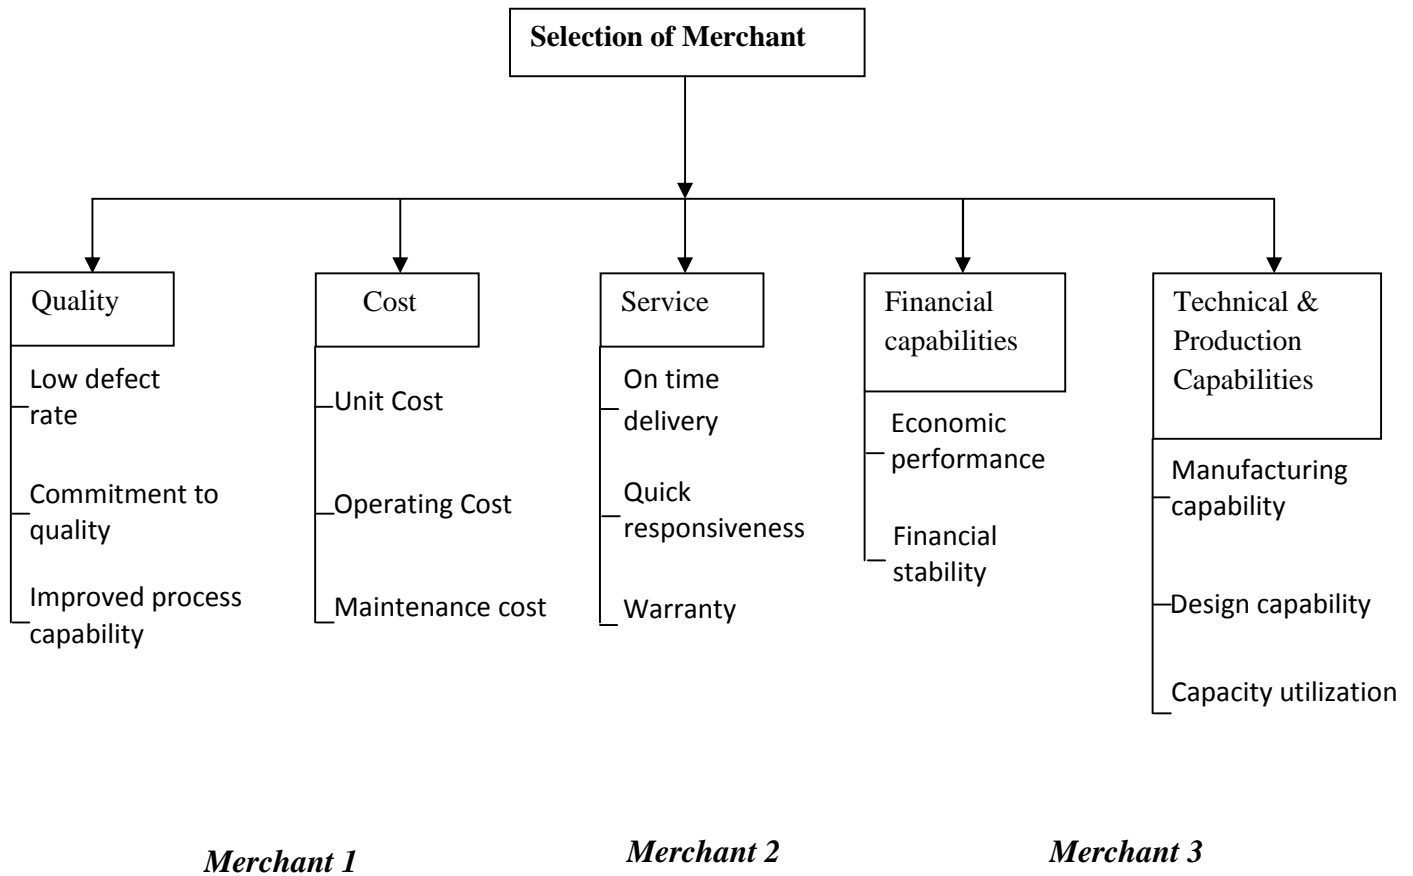 Selection of Merchant
Quality
Low defect
rate
Commitment to
quality
Improved process
capability
Cost
Unit Cost
Operating Cost
Maintenance cost
Service
On time
delivery
Quick
responsiveness
Warranty
Financial
capabilities
Economic
performance
Financial
stability
Technical &
Production
Capabilities
Manufacturing
capability
Design capability
Capacity utilization
Merchant 1
Merchant 2
Merchant 3